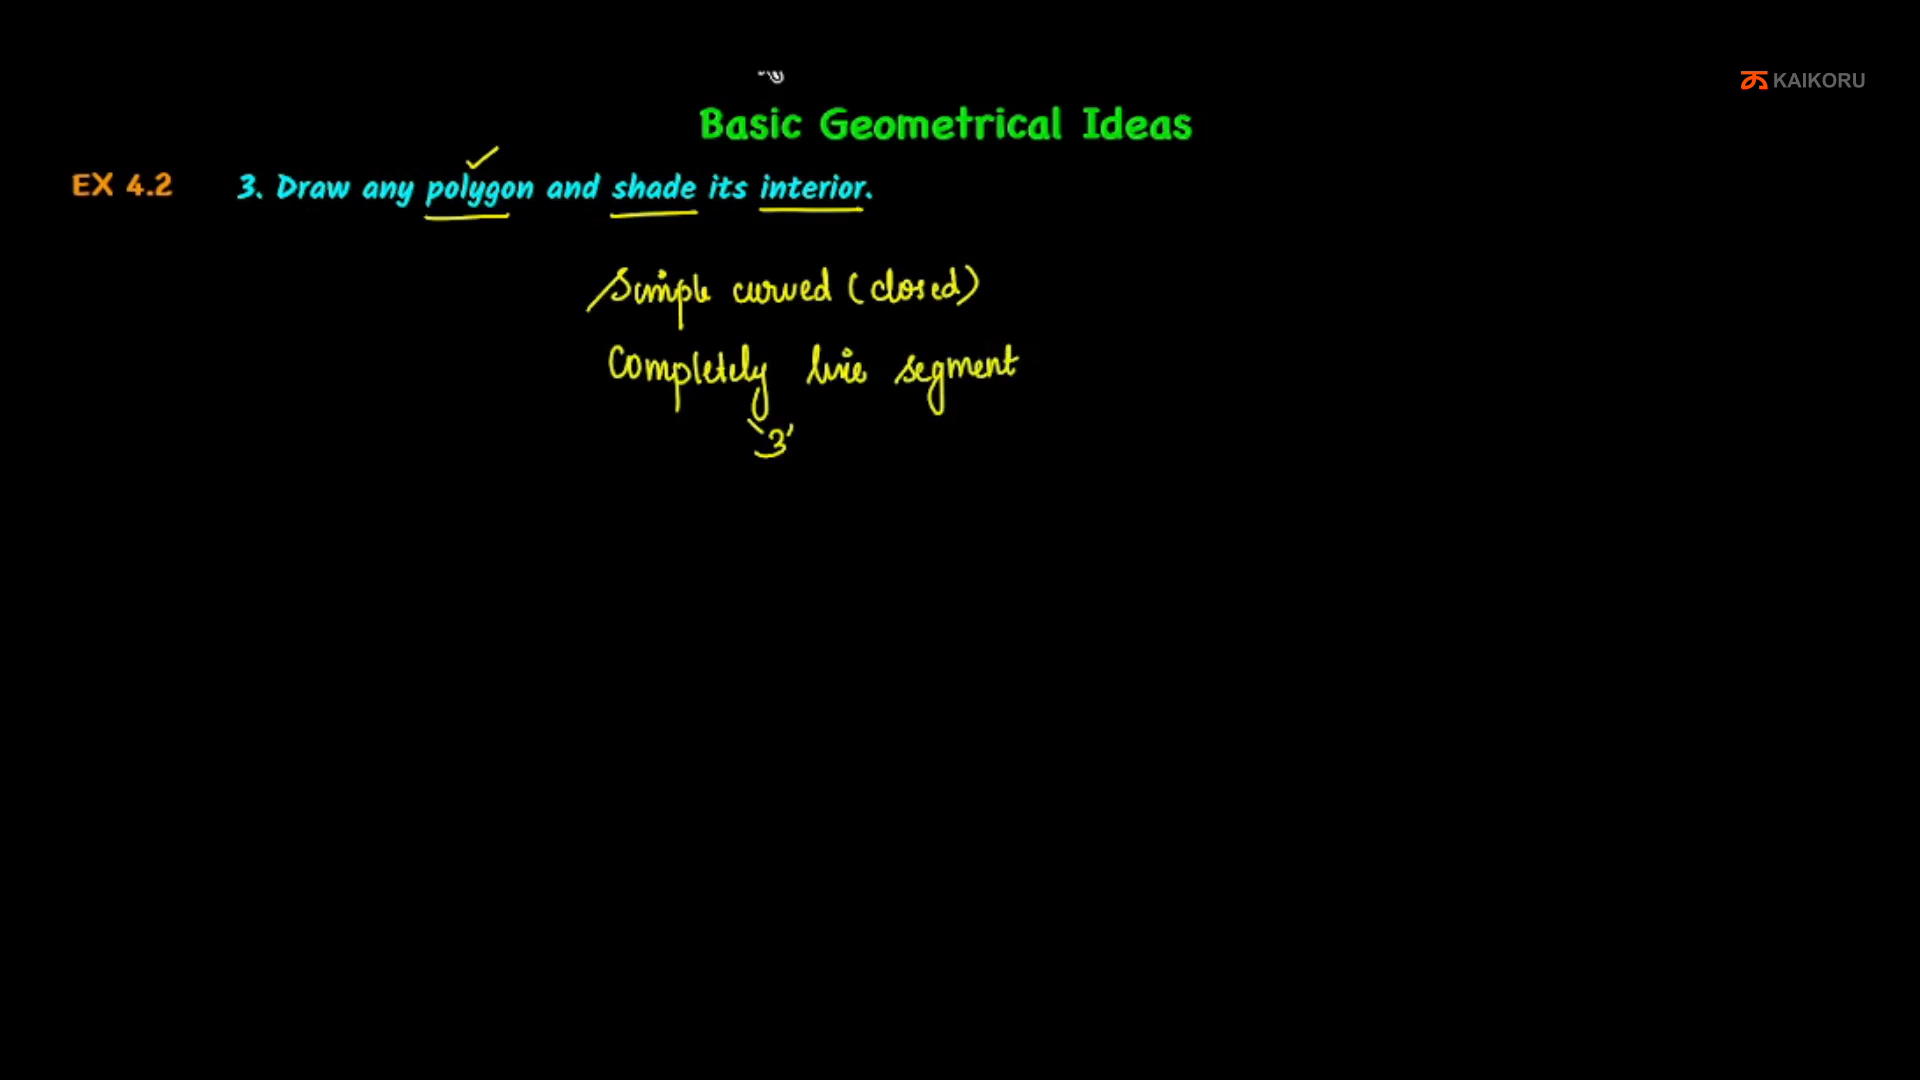 KAIKORU
Basic Geometrical Ideas
EX 4.2 3. Draw any polygon and shade its interior.
Simple curved (closed)
Completely line segment
3